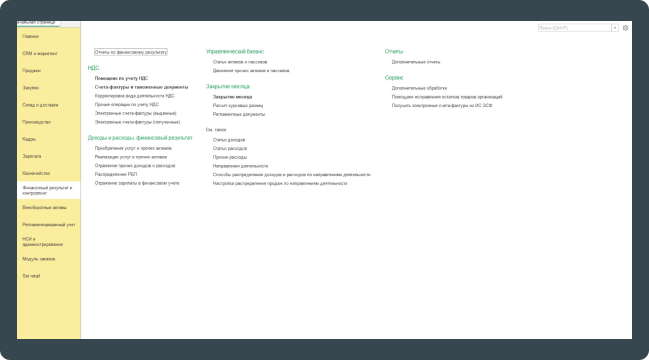 Начальная страница
Поиск (Ctrl+F)
Главное
CRM и маркетинг
Продажи
Закупки
Склад и доставка
Производство
Кадры
Зарплата
Казначейство
Финансовый результат и
контроллинг
Внеоборотные активы
Регламентированный учет
НСИ и
администрирование
Модуль заказов
Set retail
Отчеты по финансовому результату
НДС
Помощник по учету НДС
Счета-фактуры и таможенные документы
Корректировка вида деятельности НДС
Прочие операции по учету НДС
Электронные счета-фактуры (выданные)
Электронные счета-фактуры (полученные)
Доходы и расходы, финансовый результат
Приобретение услуг и прочих активов
Реализация услуг и прочих активов
Отражение прочих доходов и расходов
Распределение РБП
Отражение зарплаты в финансовом учете
Управленческий баланс
Статьи активов и пассивов
Движения прочих активов и пассивов
Закрытие месяца
Закрытие месяца
Расчет курсовых разниц
Регламентные документы
См. также
Статьи доходов
Статьи расходов
Прочие расходы
Направления деятельности
Способы распределения доходов и расходов по направлениям деятельности
Настройка распределения продаж по направлениям деятельности
Отчеты
Дополнительные отчеты
Сервис
Дополнительные обработки
Помощник исправления остатков товаров организаций
Получить электронные счета-фактуры из ИС ЭСФ